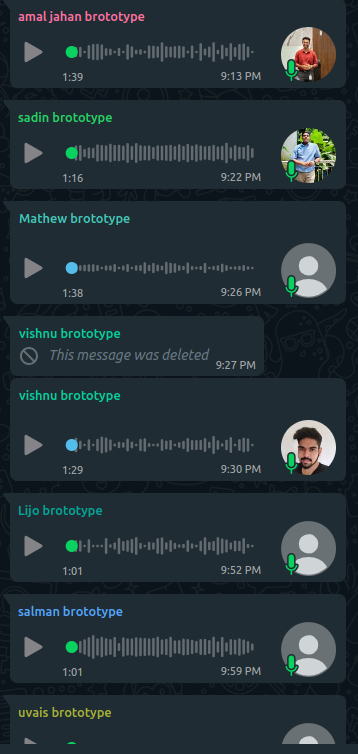 amal jahan brototype
1:39 9:13 PM
sadin brototype
1:16 9:22 PM
Mathew brototype
1:38 9:26 PM
vishnu brototype
This message was deleted 9:27 PM
vishnu brototype
1:29 9:30 PM
Lijo brototype
1:01 9:52 PM
salman brototype
1:01 9:59 PM
uvais brototype